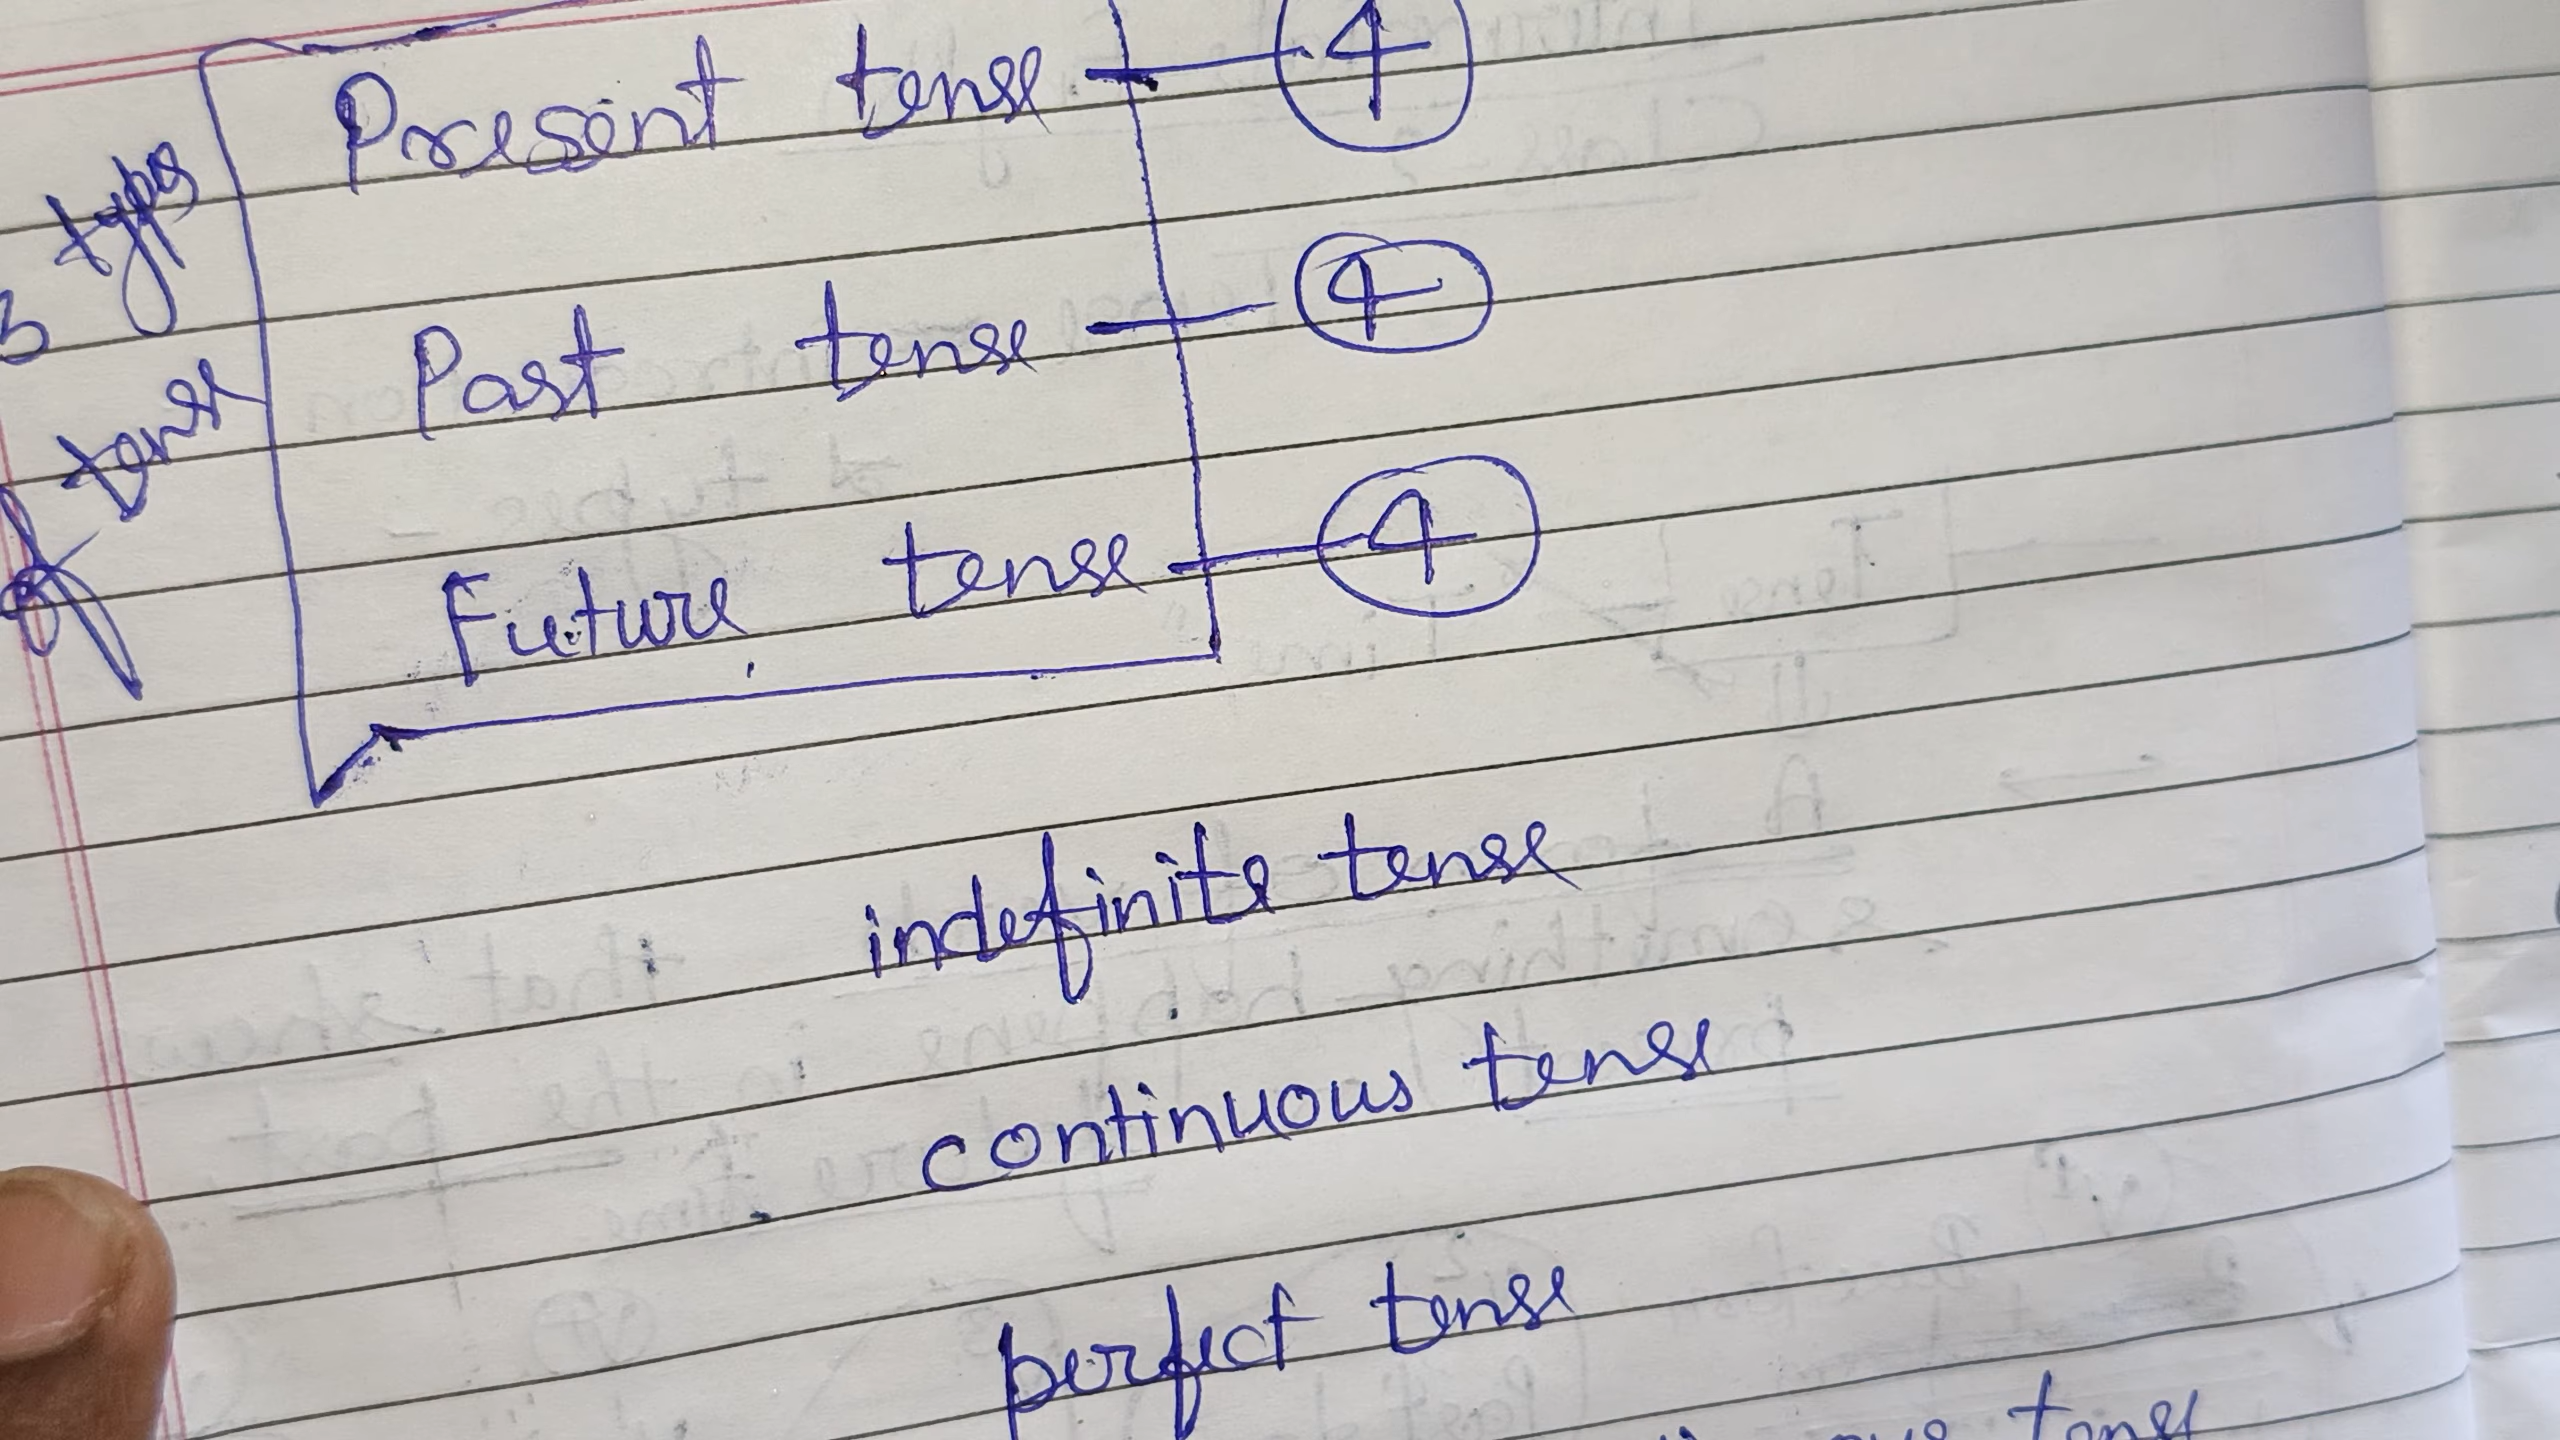 3 types
of tense
Present tense — 4
Past tense — 4
Future tense — 4
indefinite tense
continuous tense
perfect tense
tense